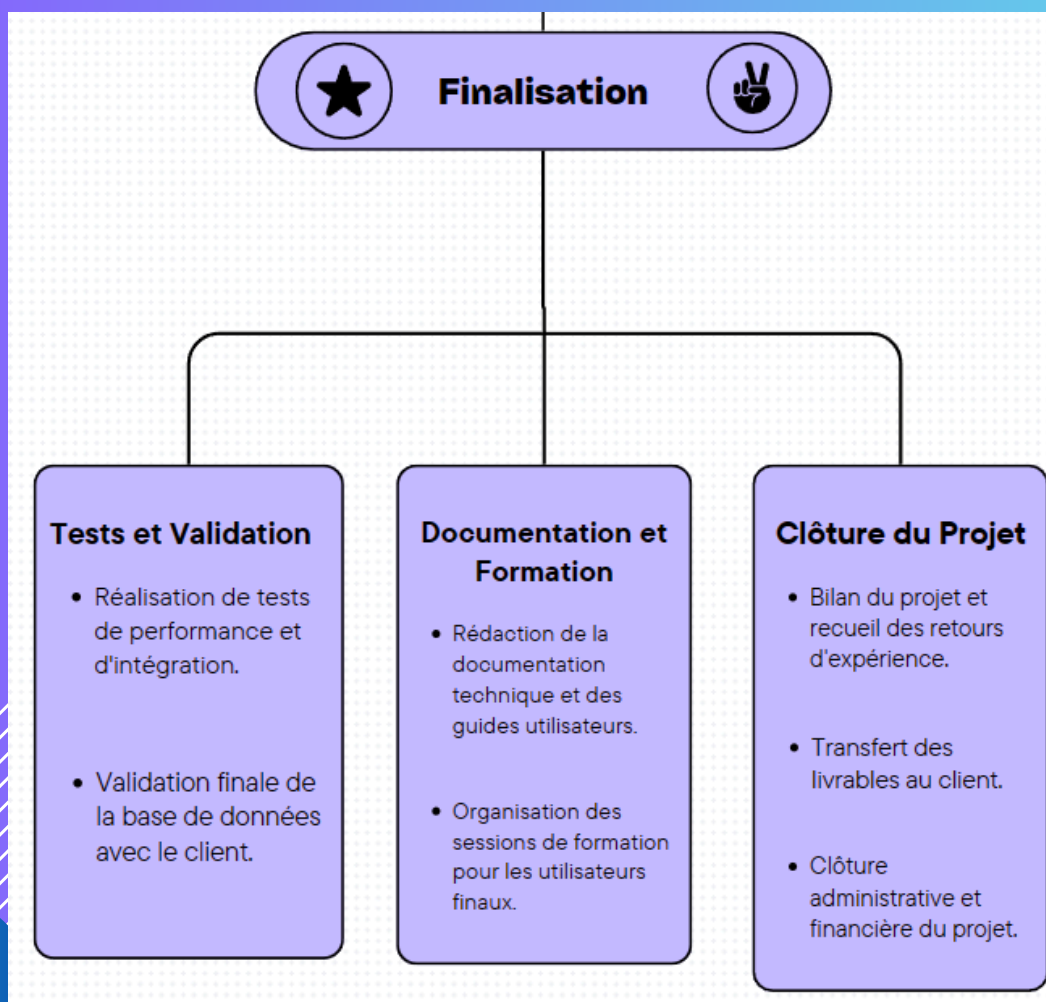 Finalisation
Tests et Validation
• Réalisation de tests
de performance et
d'intégration.
• Validation finale de
la base de données
avec le client.
Documentation et
Formation
• Rédaction de la
documentation
technique et des
guides utilisateurs.
• Organisation des
sessions de formation
pour les utilisateurs
finaux.
Clôture du Projet
• Bilan du projet et
recueil des retours
d'expérience.
• Transfert des
livrables au client.
• Clôture
administrative et
financière du projet.